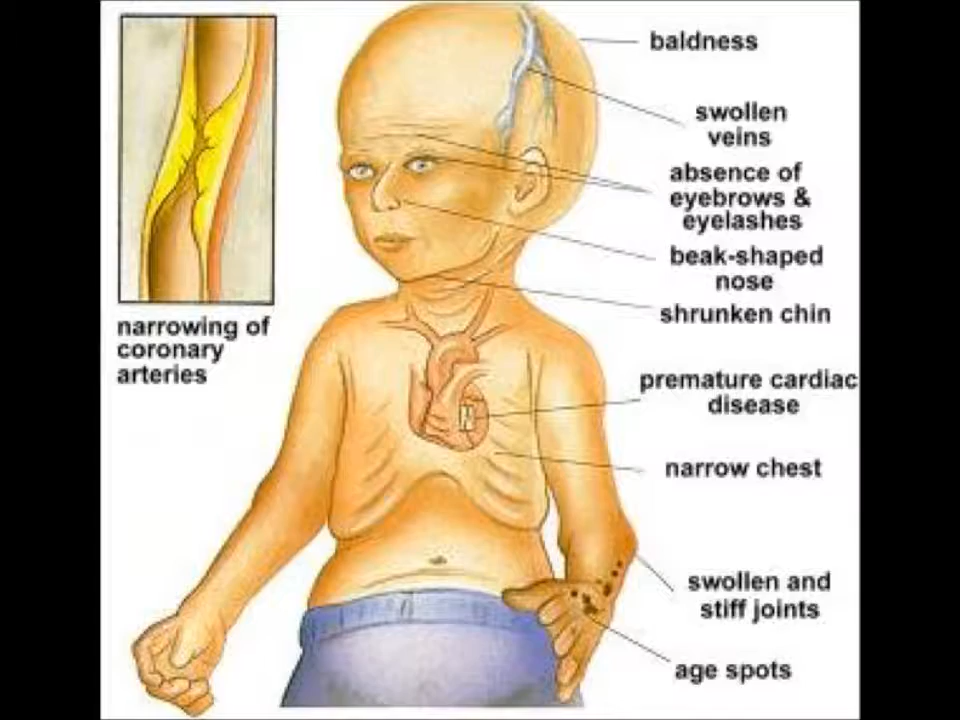 baldness
swollen
veins
absence of
eyebrows &
eyelashes
beak-shaped
nose
shrunken chin
narrowing of
coronary
arteries
premature cardiac
disease
narrow chest
swollen and
stiff joints
age spots